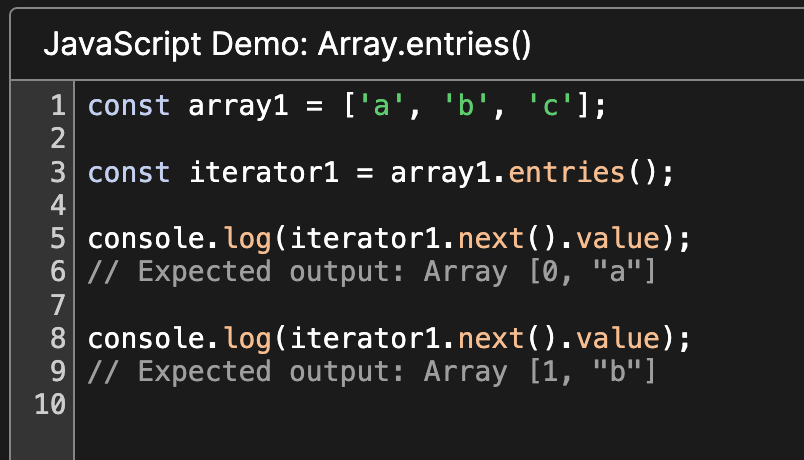 JavaScript Demo: Array.entries()
1 const array1 = ['a', 'b', 'c'];
2
3 const iterator1 = array1.entries();
4
5 console.log(iterator1.next().value);
6 // Expected output: Array [0, "a"]
7
8 console.log(iterator1.next().value);
9 // Expected output: Array [1, "b"]
10